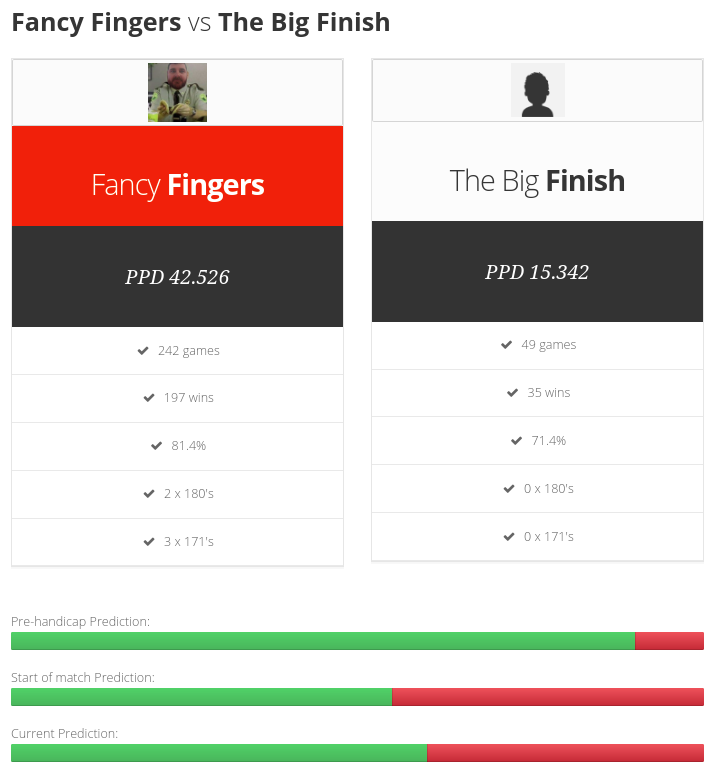 Fancy Fingers vs The Big Finish
Fancy Fingers
PPD 42.526
242 games
197 wins
81.4%
2 x 180's
3 x 171's
The Big Finish
PPD 15.342
49 games
35 wins
71.4%
0 x 180's
0 x 171's
Pre-handicap Prediction:
Start of match Prediction:
Current Prediction: